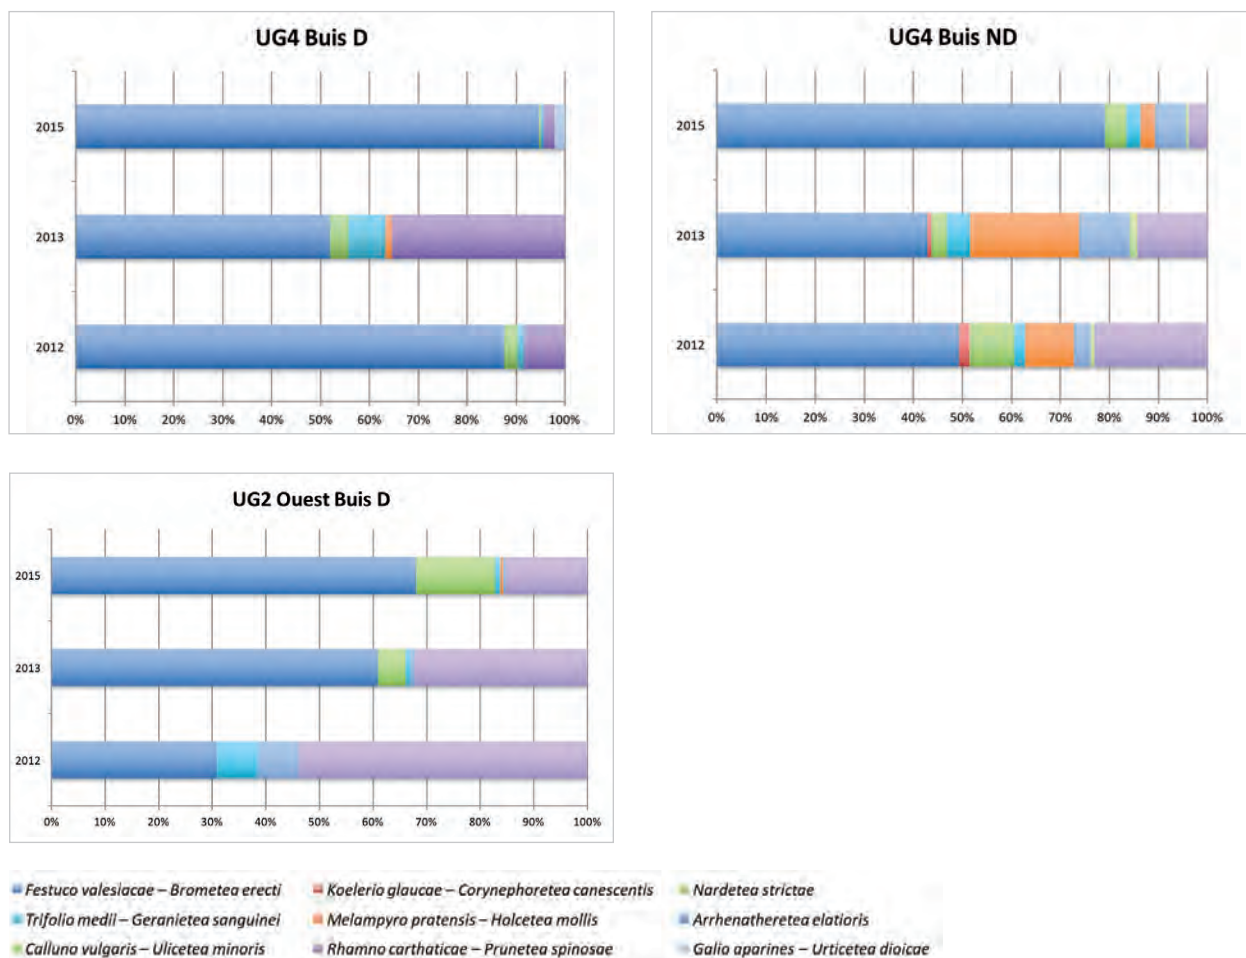 UG4 Buis D
2015
2013
2012
0% 10% 20% 30% 40% 50% 60% 70% 80% 90% 100%
UG4 Buis ND
2015
2013
2012
0% 10% 20% 30% 40% 50% 60% 70% 80% 90% 100%
UG2 Ouest Buis D
2015
2013
2012
0% 10% 20% 30% 40% 50% 60% 70% 80% 90% 100%
Festuco valesiacae – Brometea erecti Koelerio glaucae – Corynephoretea canescentis Nardetea strictae
Trifolio medii – Geranietea sanguinei Melampyro pratensis – Holcetea mollis Arrhenatheretea elatioris
Calluno vulgaris – Ulicetea minoris Rhamno carthaticae – Prunetea spinosae Galio aparines – Urticetea dioicae